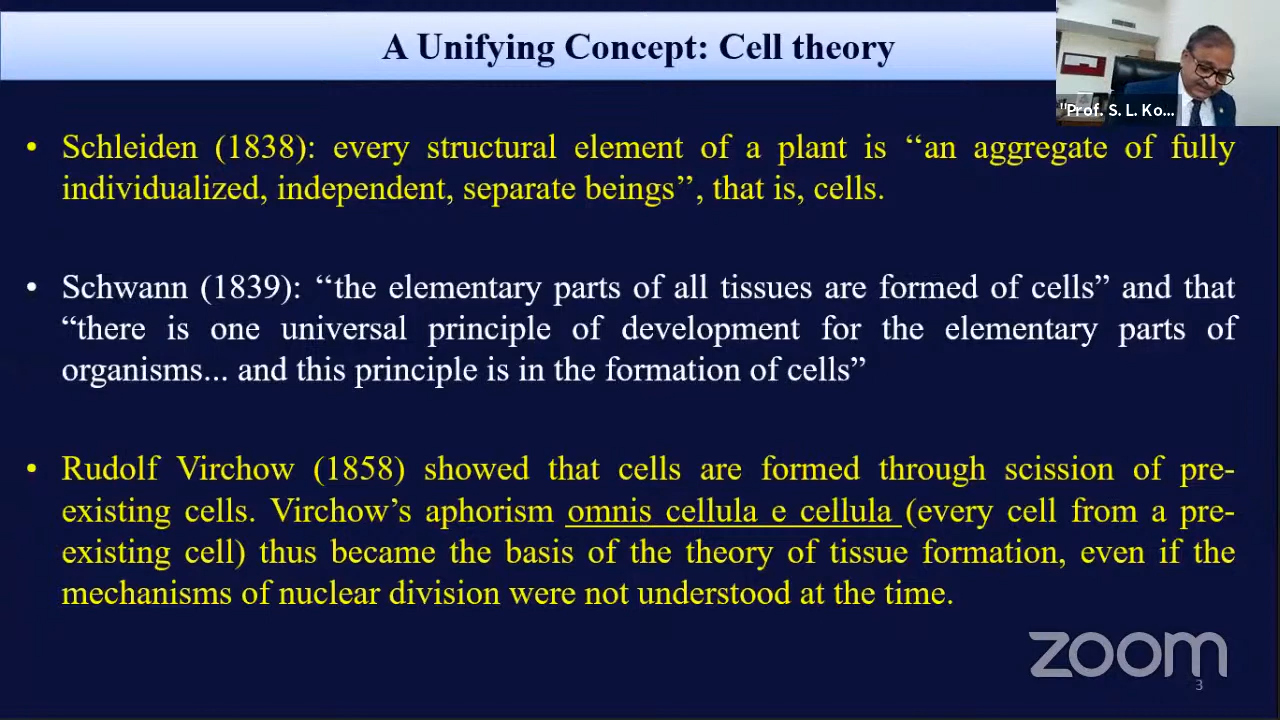 A Unifying Concept: Cell theory
"Prof. S. L. Ko...
• Schleiden (1838): every structural element of a plant is ‘‘an aggregate of fully
individualized, independent, separate beings’’, that is, cells.
• Schwann (1839): ‘‘the elementary parts of all tissues are formed of cells” and that
“there is one universal principle of development for the elementary parts of
organisms... and this principle is in the formation of cells”
• Rudolf Virchow (1858) showed that cells are formed through scission of pre-
existing cells. Virchow’s aphorism omnis cellula e cellula (every cell from a pre-
existing cell) thus became the basis of the theory of tissue formation, even if the
mechanisms of nuclear division were not understood at the time.
zoom
3